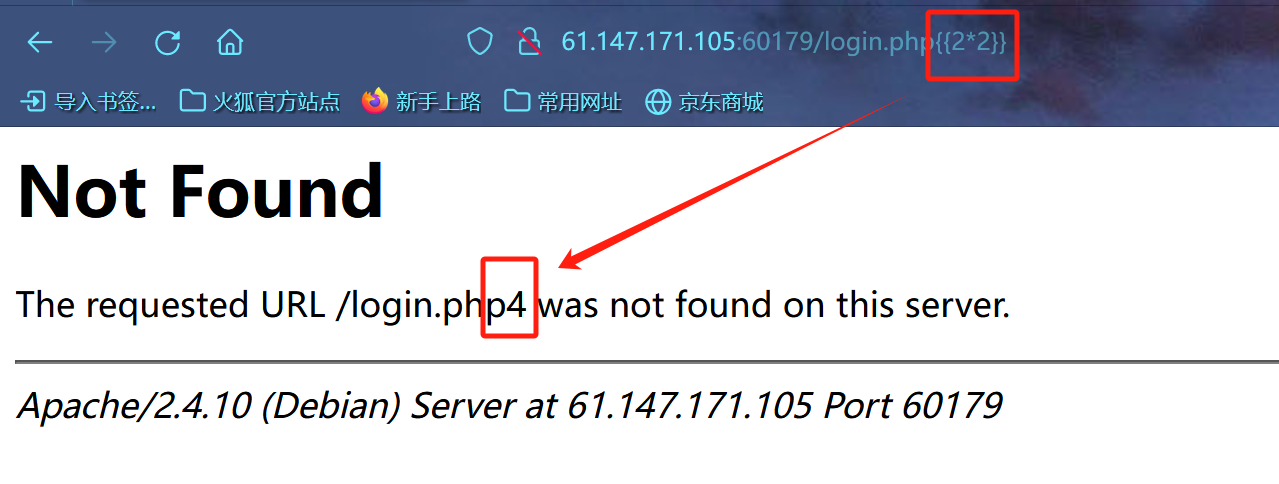 61.147.171.105:60179/login.php{{2*2}}
导入书签... 火狐官方站点 新手上路 常用网址 京东商城
Not Found
The requested URL /login.php4 was not found on this server.
Apache/2.4.10 (Debian) Server at 61.147.171.105 Port 60179